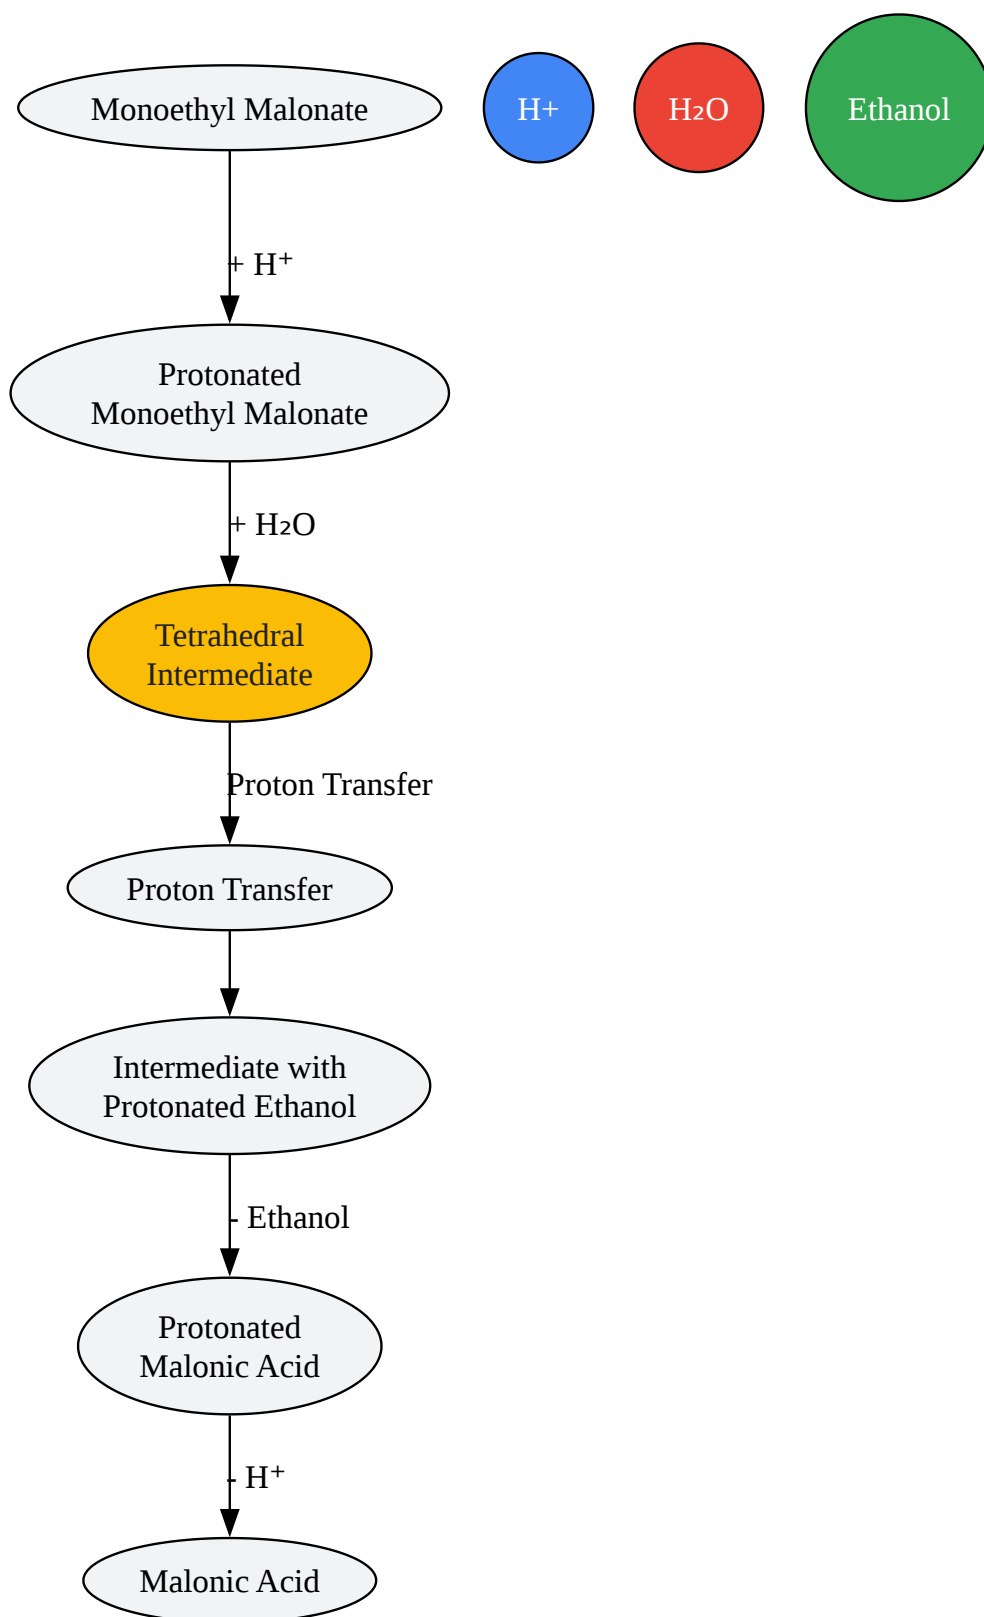 Monoethyl Malonate
H+
H₂O
Ethanol
+ H⁺
Protonated
Monoethyl Malonate
+ H₂O
Tetrahedral
Intermediate
Proton Transfer
Proton Transfer
Intermediate with
Protonated Ethanol
- Ethanol
Protonated
Malonic Acid
- H⁺
Malonic Acid